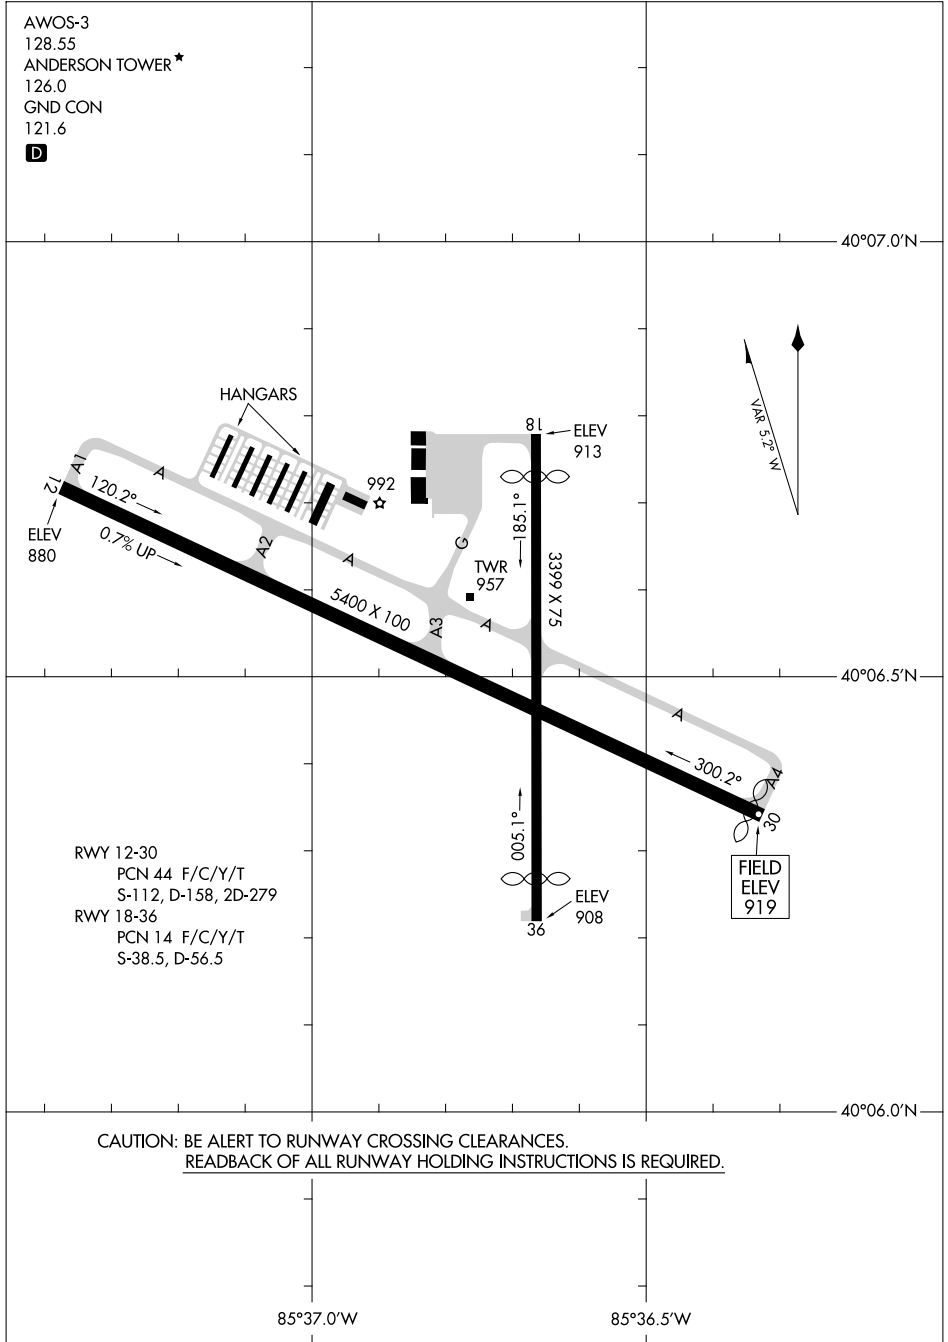 AWOS-3
128.55
ANDERSON TOWER★
126.0
GND CON
121.6
D
40°07.0'N
VAR 5.2° W
HANGARS
18
ELEV
913
A1
A
992
12
120.2°
185.1°
ELEV
880
0.7% UP
A2
A
G
TWR
957
3399 X 75
5400 X 100
A3
A
40°06.5'N
A
300.2°
A4
30
005.1°
RWY 12-30
PCN 44 F/C/Y/T
S-112, D-158, 2D-279
RWY 18-36
PCN 14 F/C/Y/T
S-38.5, D-56.5
FIELD
ELEV
919
ELEV
908
36
40°06.0'N
CAUTION: BE ALERT TO RUNWAY CROSSING CLEARANCES.
READBACK OF ALL RUNWAY HOLDING INSTRUCTIONS IS REQUIRED.
85°37.0'W
85°36.5'W